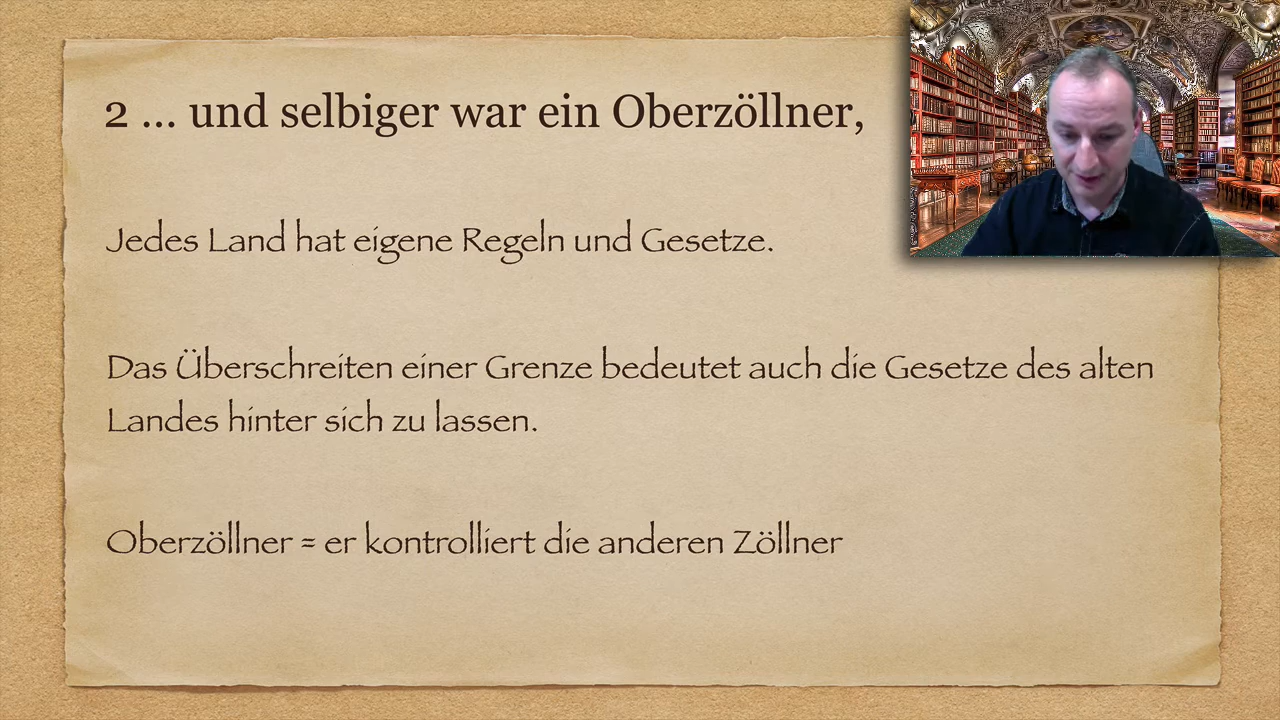 2 ... und selbiger war ein Oberzöllner,
Jedes Land hat eigene Regeln und Gesetze.
Das Überschreiten einer Grenze bedeutet auch die Gesetze des alten
Landes hinter sich zu lassen.
Oberzöllner = er kontrolliert die anderen Zöllner